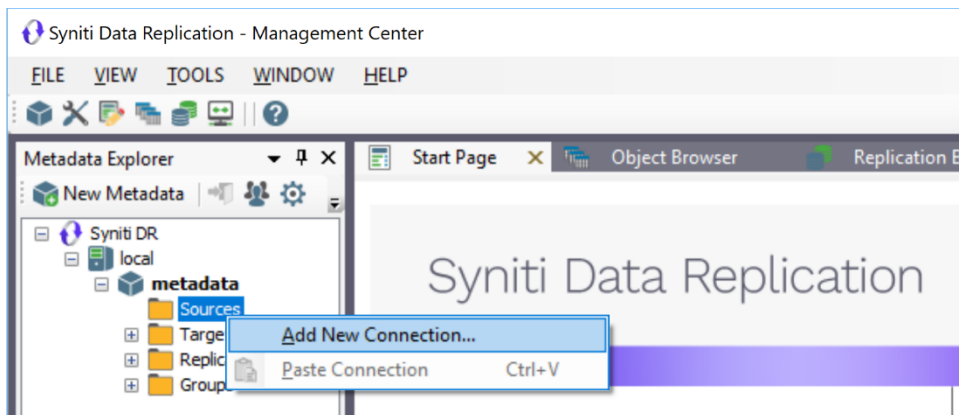 Syniti Data Replication - Management Center
FILE VIEW TOOLS WINDOW HELP
Metadata Explorer
Start Page
Object Browser
Replication
New Metadata
Syniti DR
local
metadata
Sources
Syniti Data Replication
Add New Connection...
Paste Connection Ctrl+V